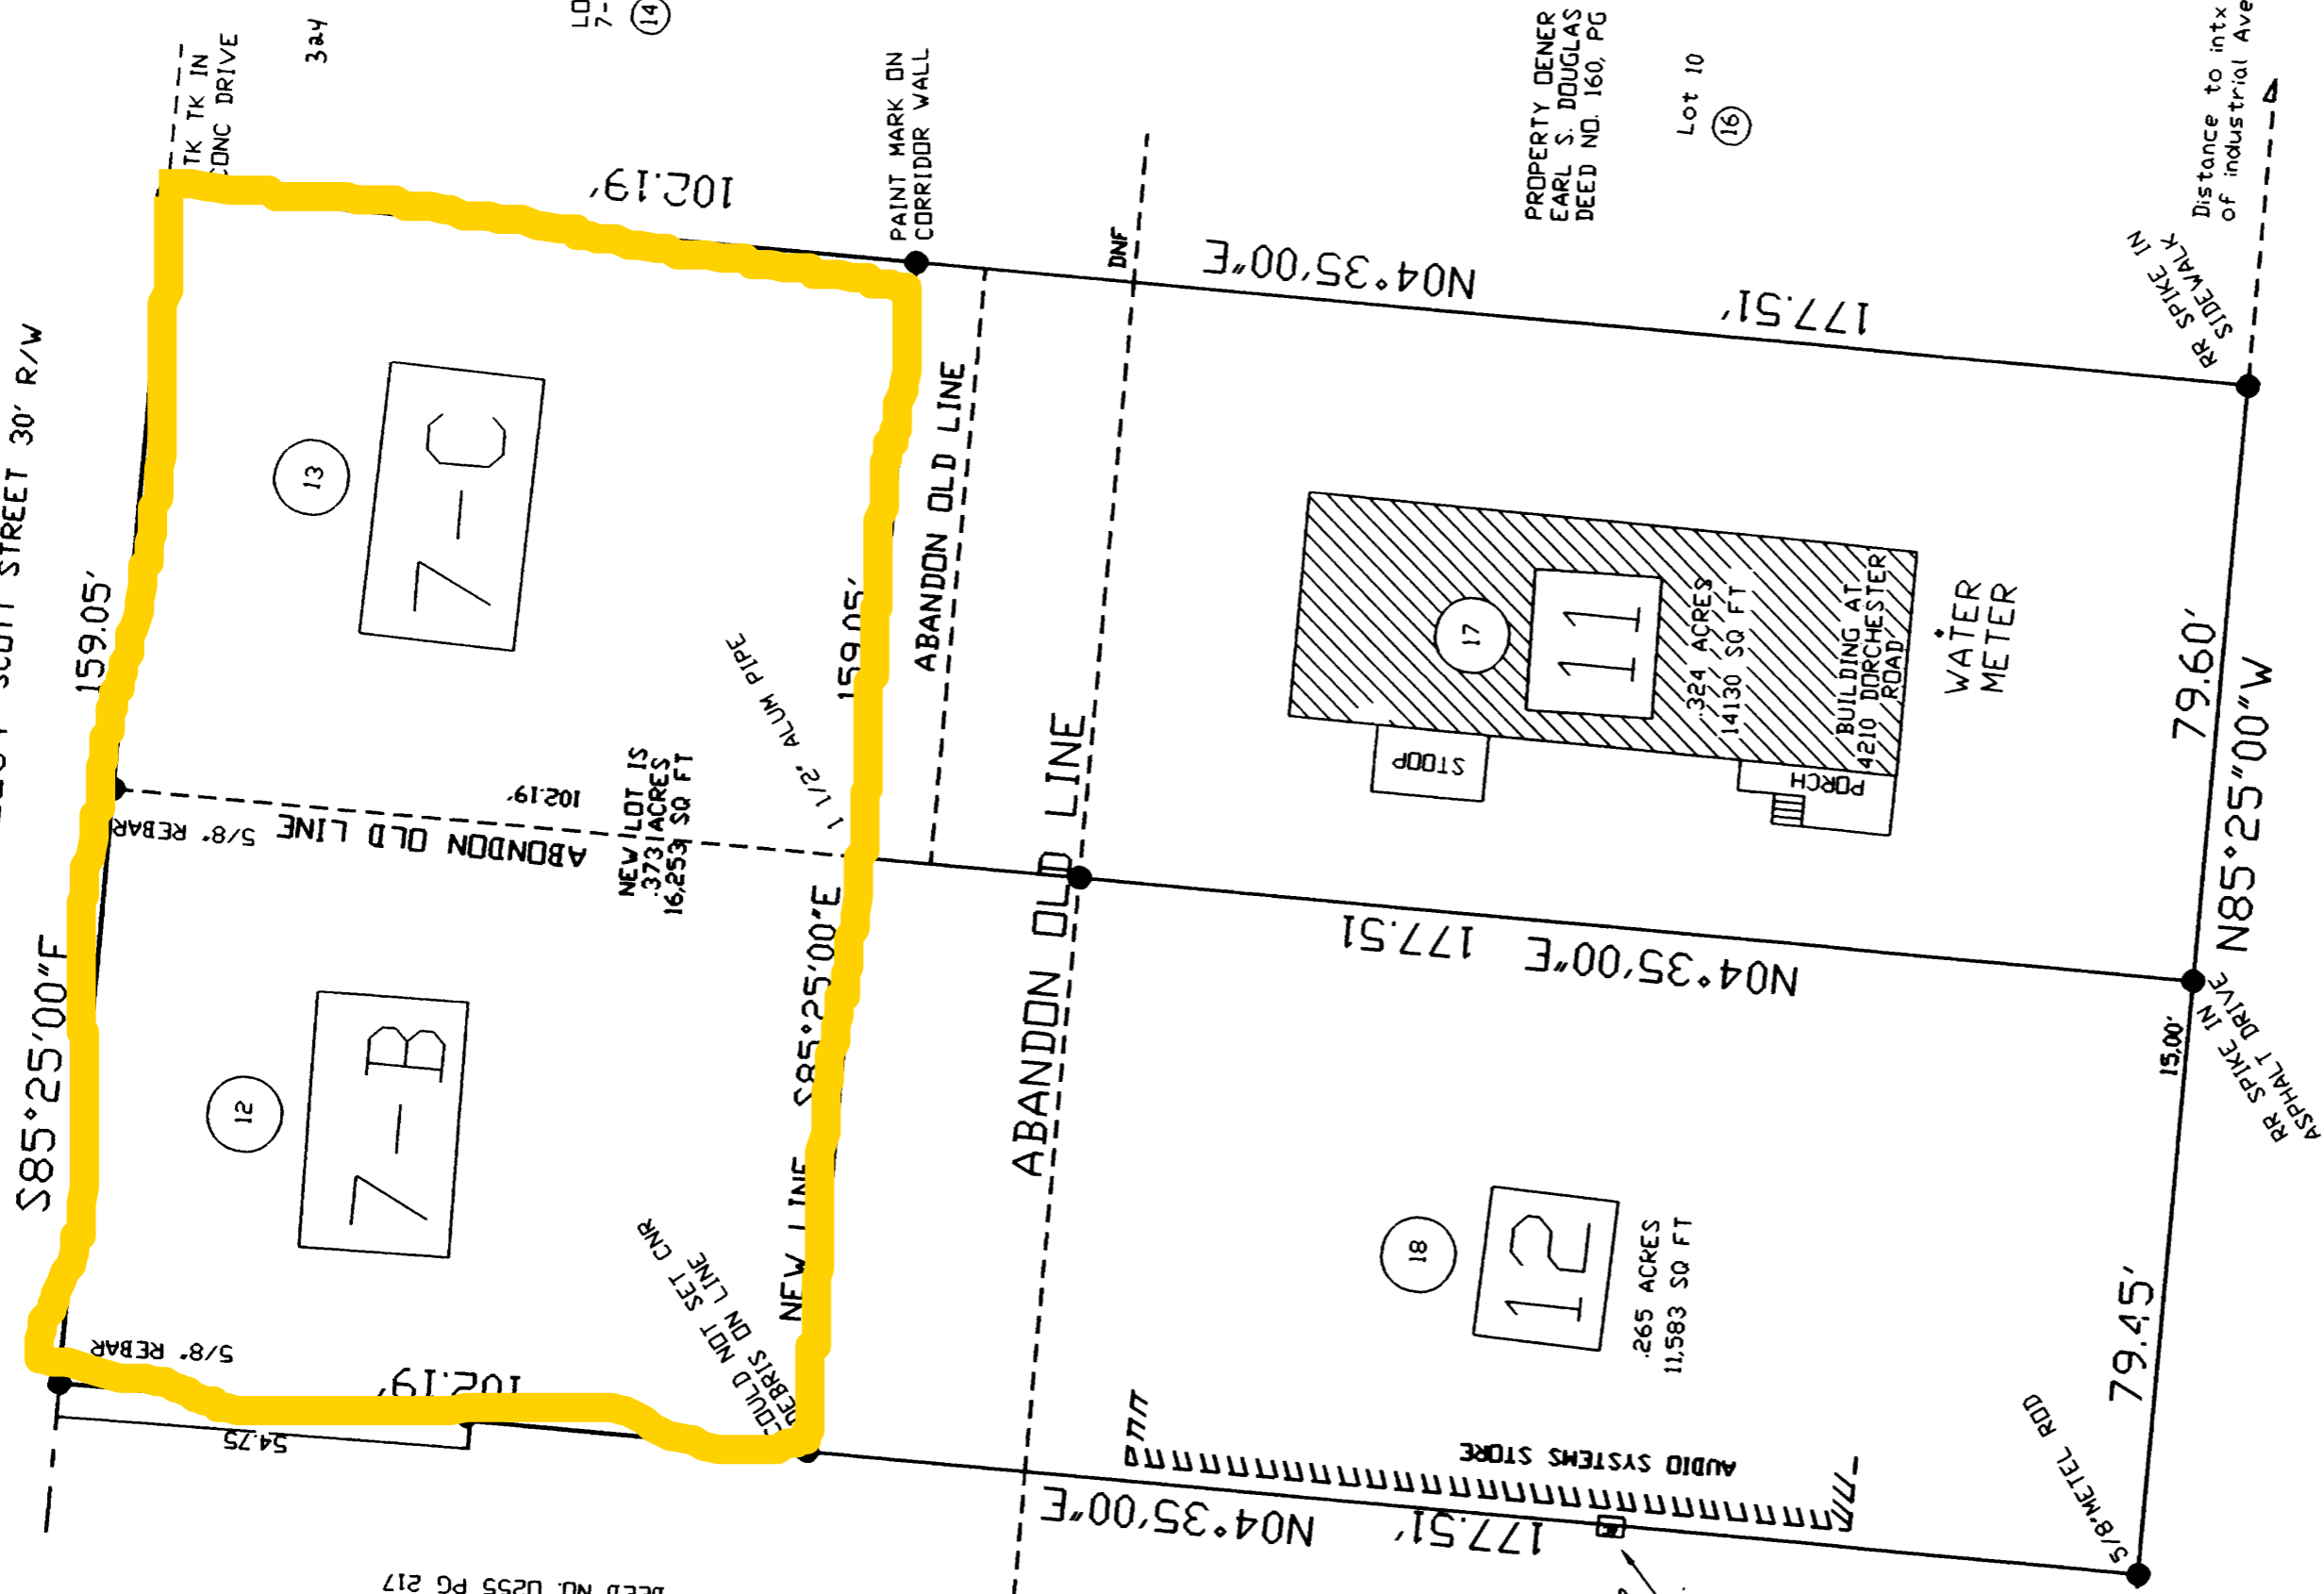 SCOTT STREET 30' R/W
TK TK IN
CONC DRIVE
324
14
PAINT MARK ON
CORRIDOR WALL
102.19'
159.05'
13
7-C
S85°25'00"E
12
7-B
5/8" REBAR
ABONDON OLD LINE
102.19'
5/8" REBAR
NEW LOT IS
.373 ACRES
16,253 SQ FT
1 1/2" ALUM PIPE
159.05'
NEW LINE S85°25'00"E
COULD NOT SET CNR
DEBRIS ON LINE
102.19'
54.75
DEED NO. 0255 PG 217
ABANDON OLD LINE
ABANDON OLD LINE
DNF
N04°35'00"E
177.51'
PROPERTY OENER
EARL S. DOUGLAS
DEED NO. 160, PG
Lot 10
16
Distance to intx
of industrial Ave
RR SPIKE IN
SIDEWALK
17
11
.324 ACRES
14130 SQ FT
BUILDING AT
4210 DORCHESTER
ROAD
STOOP
PORCH
WATER
METER
79.60'
N85°25"00"W
N04°35'00"E 177.51
RR SPIKE IN
ASPHALT DRIVE
15.00'
18
12
.265 ACRES
11,583 SQ FT
79.45'
AUDIO SYSTEMS STORE
N04°35'00"E
177.51'
5/8"METEL ROD